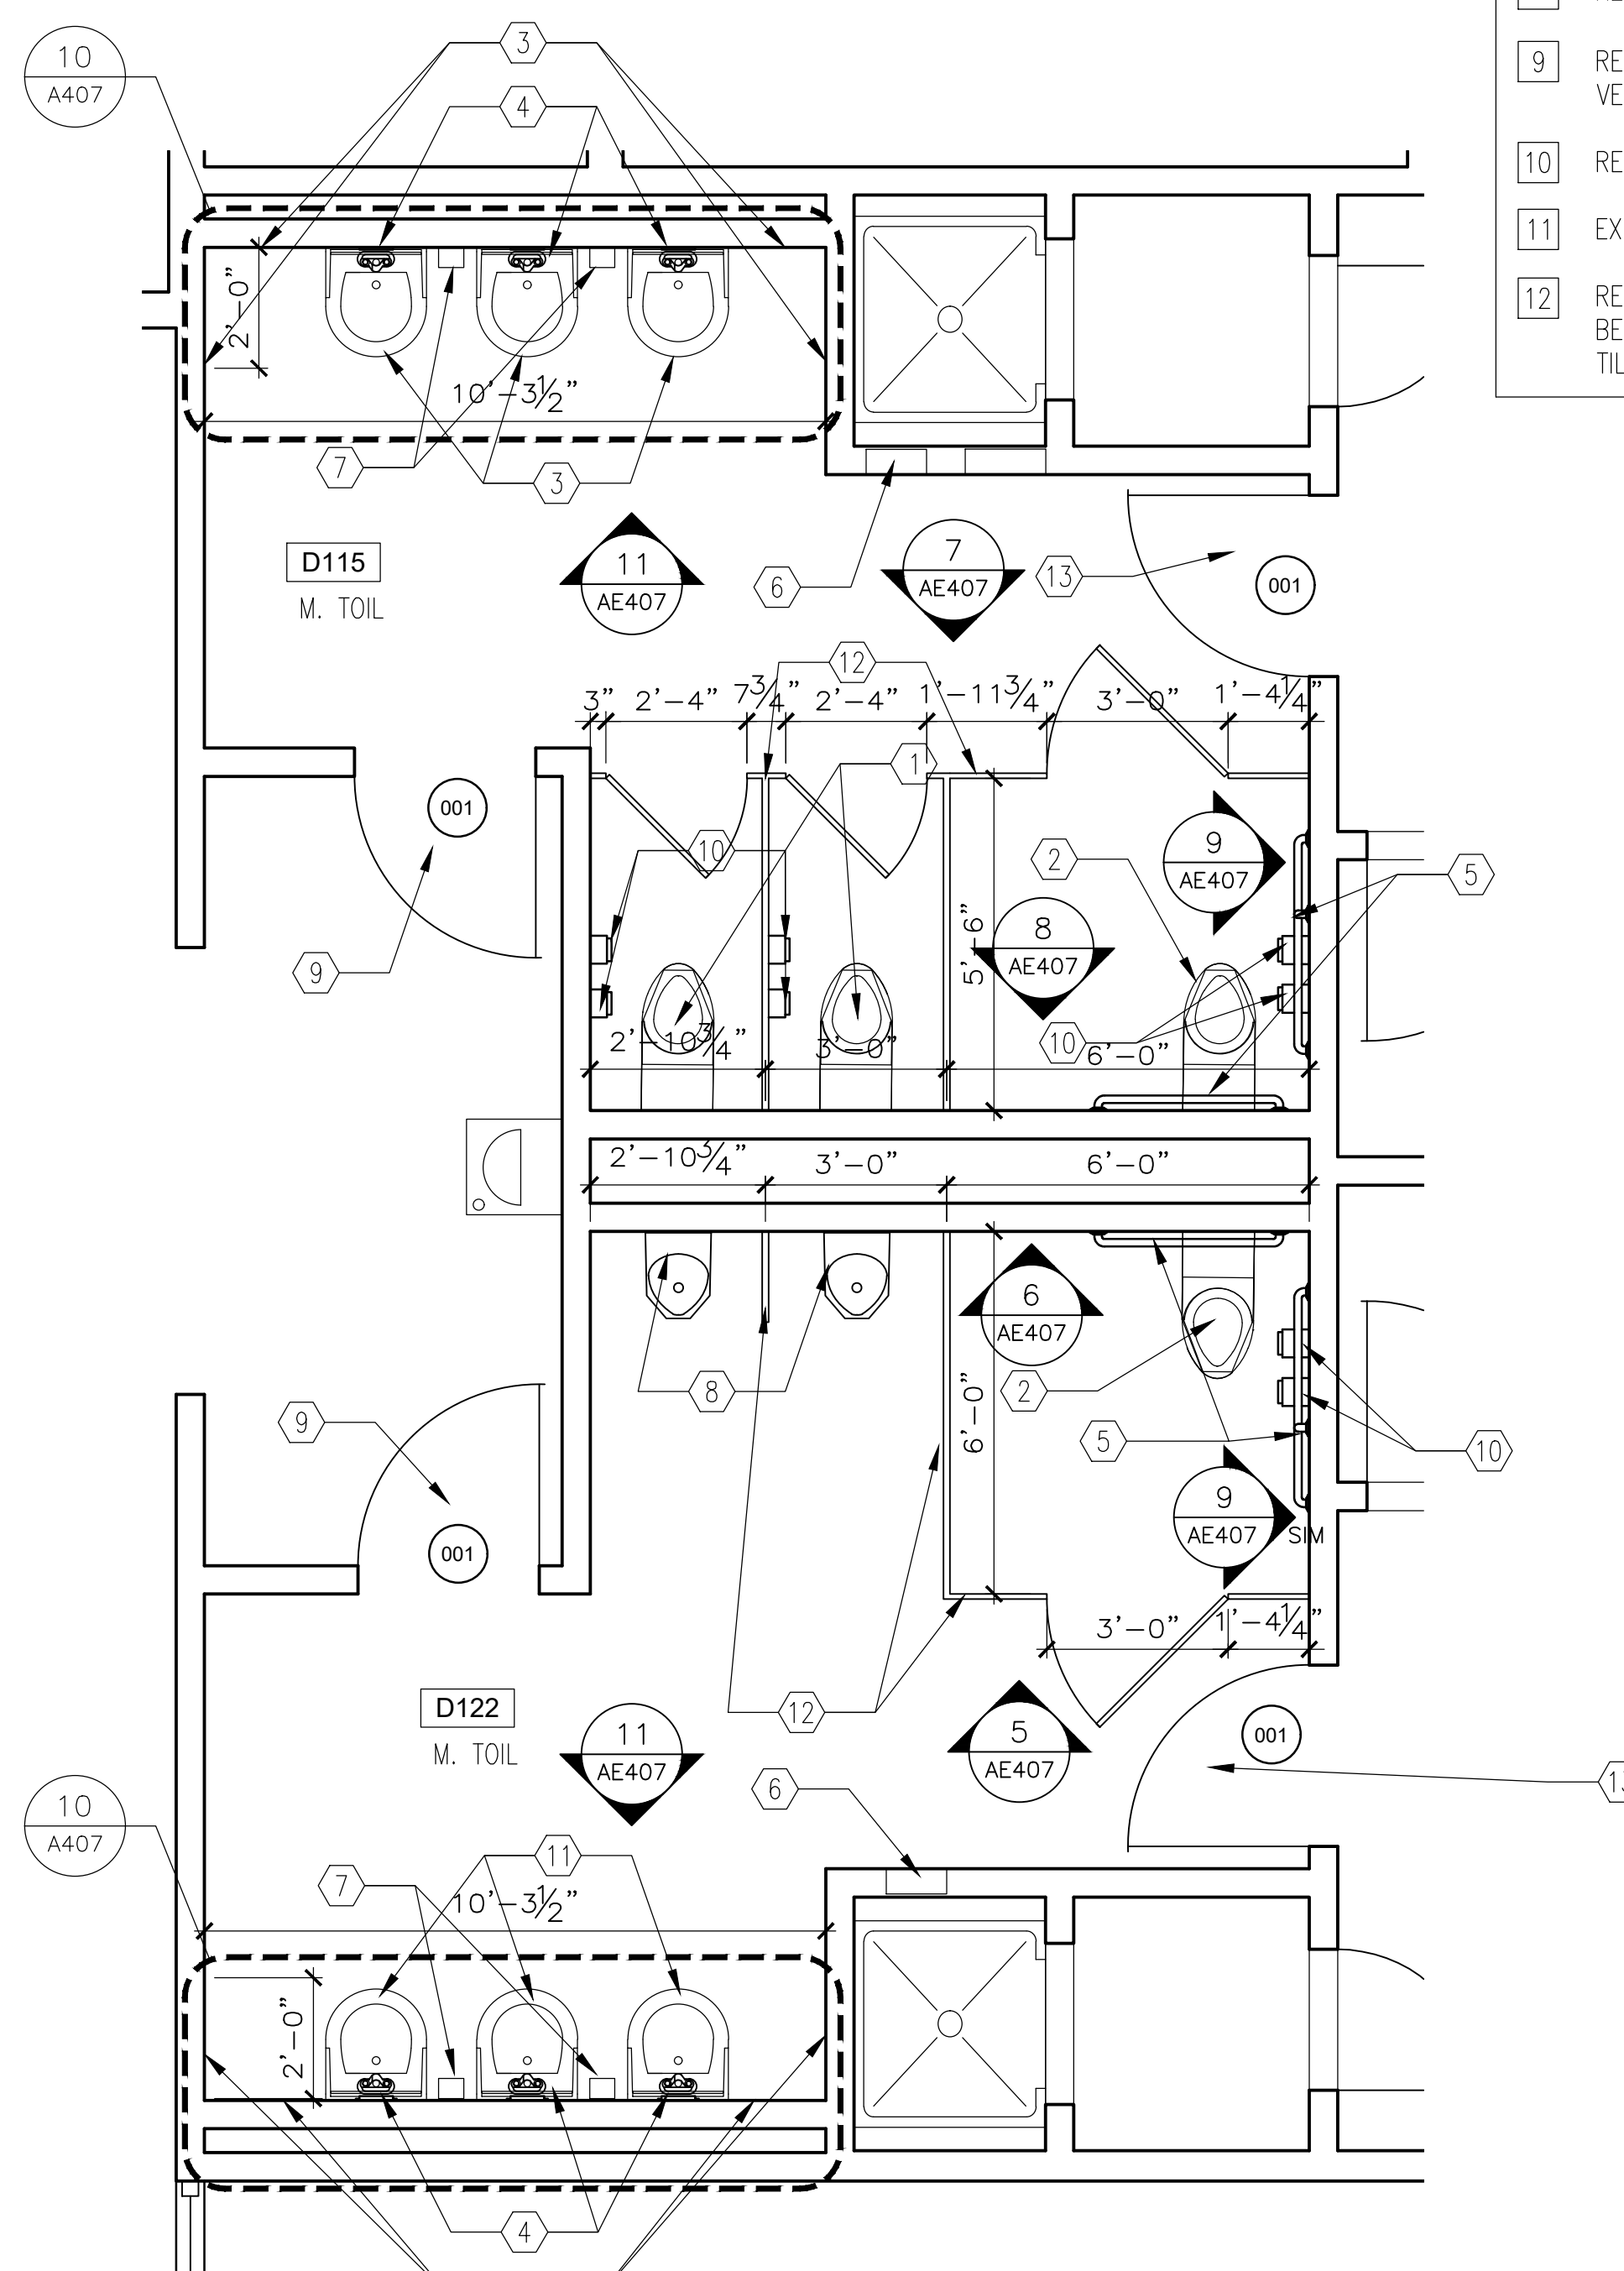 3
10
A407
4
9
RE
VE
10
RE
11
EX
12
RE
BE
TIL
2'-0"
10'-3½"
7
3
D115
M. TOIL
11
AE407
6
7
AE407
13
001
12
3"
2'-4"
7¾"
2'-4"
1'-11¾"
3'-0"
1'-4¼"
1
001
10
2
9
AE407
5
9
5'-6"
8
AE407
10
2'-10¾"
3'-0"
6'-0"
2'-10¾"
3'-0"
6'-0"
6
AE407
8
2
9
6'-0"
5
10
9
AE407
SIM
001
3'-0"
1'-4¼"
D122
M. TOIL
12
11
AE407
5
AE407
001
6
13
10
A407
7
11
10'-3½"
2'-0"
4